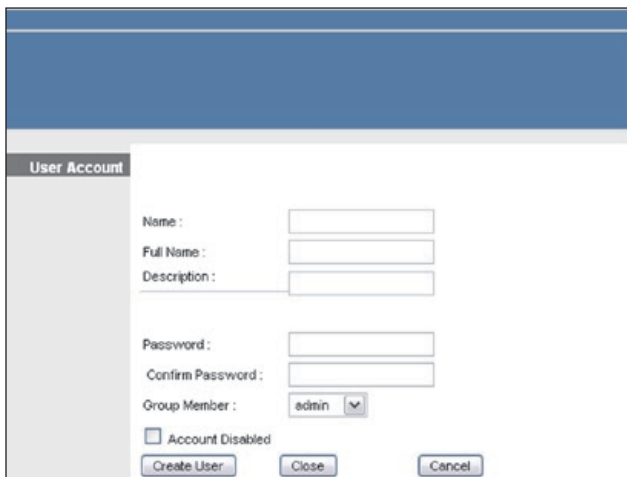 User Account
Name :
Full Name :
Description :
Password :
Confirm Password :
Group Member : admin
Account Disabled
Create User Close Cancel